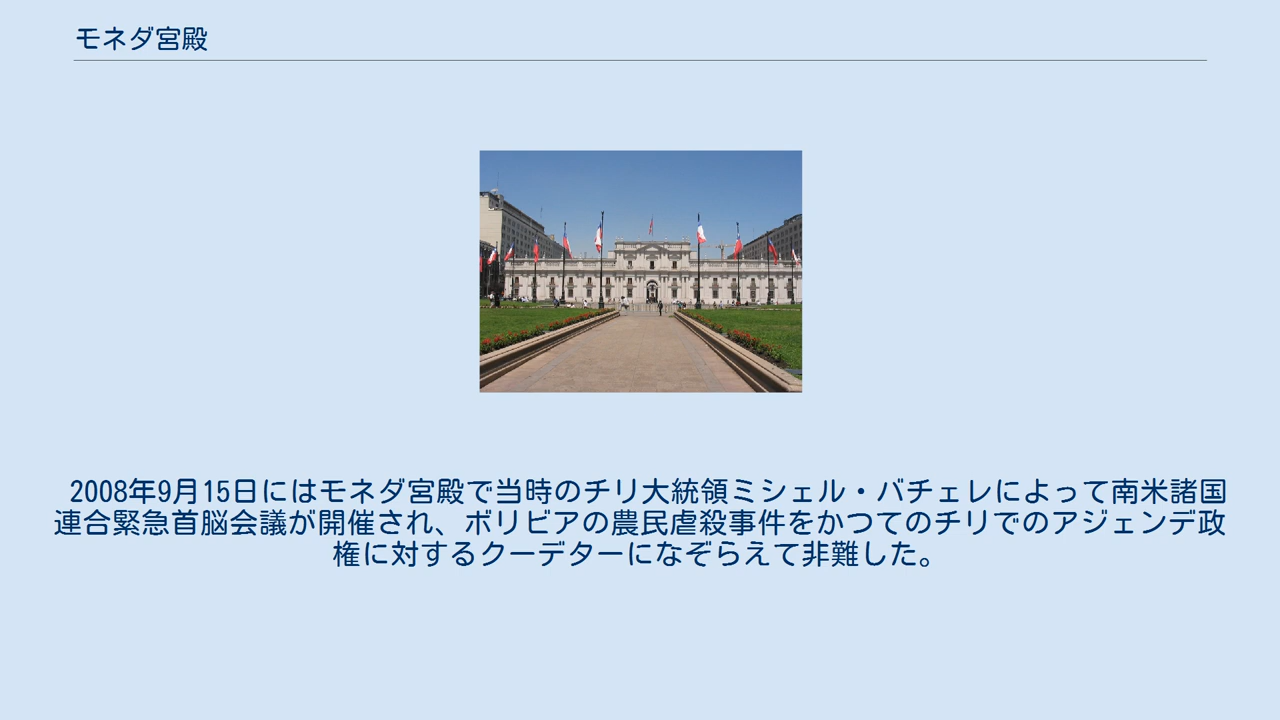 モネダ宮殿
2008年9月15日にはモネダ宮殿で当時のチリ大統領ミシェル・バチェレによって南米諸国
連合緊急首脳会議が開催され、ボリビアの農民虐殺事件をかつてのチリでのアジェンデ政
権に対するクーデターになぞらえて非難した。